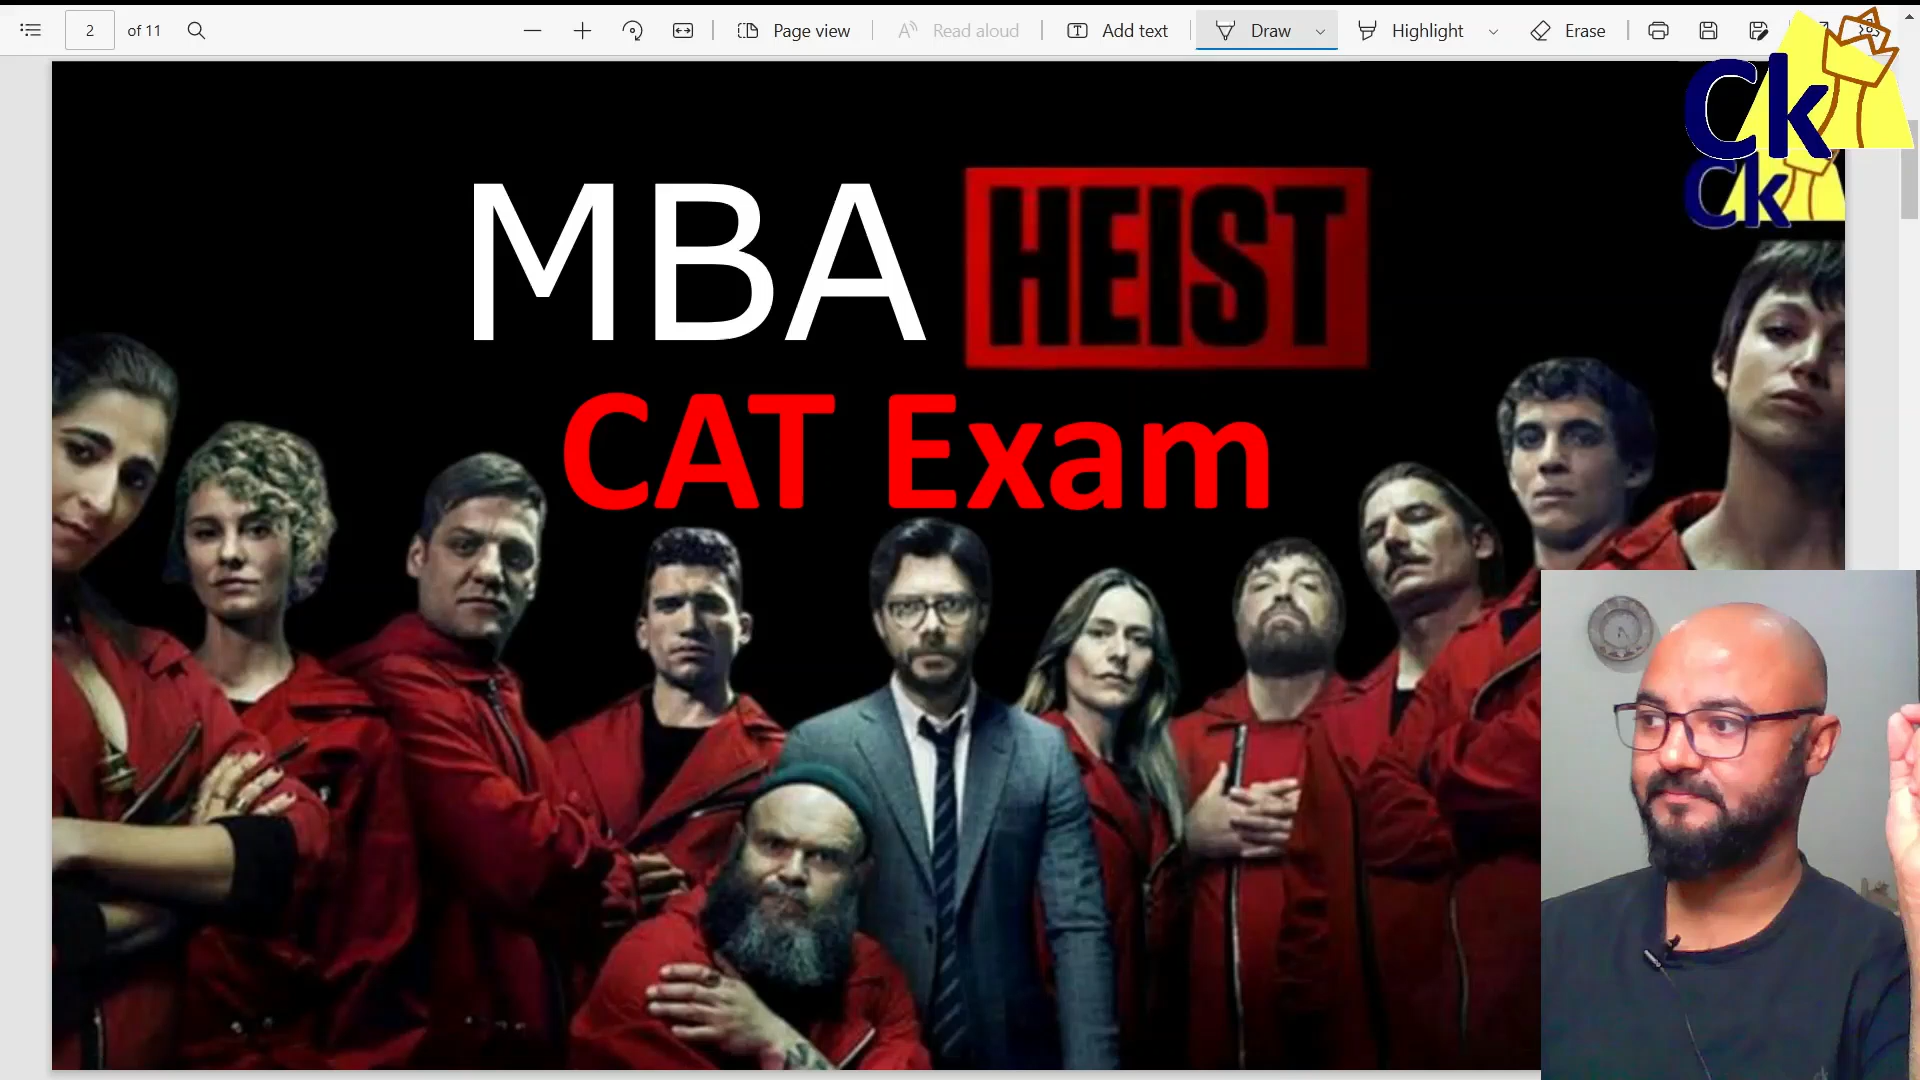 2 of 11 Page view Read aloud Add text Draw Highlight Erase
Ck
Ck
MBA HEIST
CAT Exam